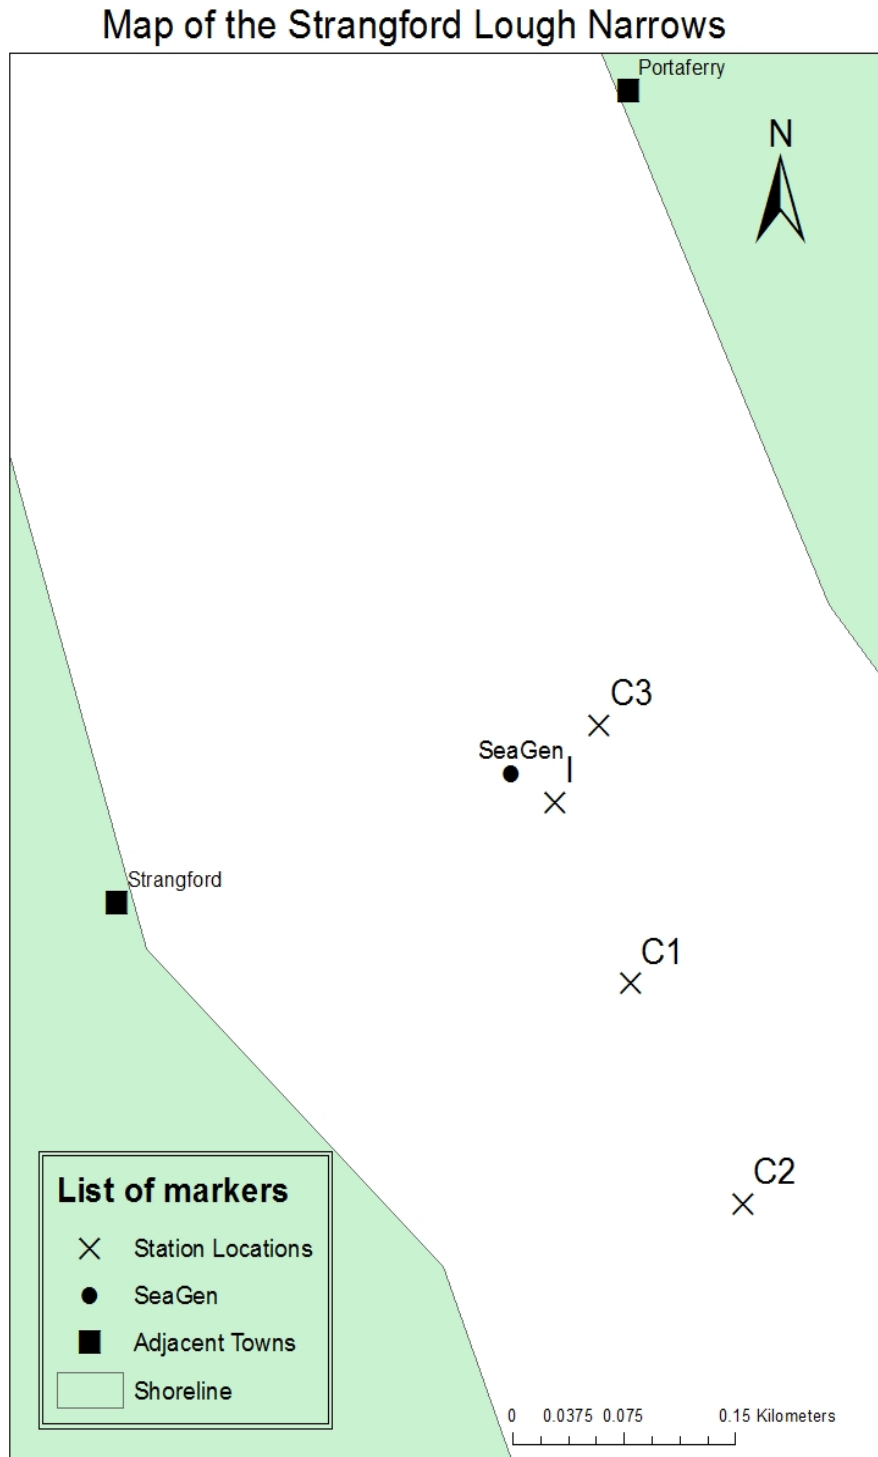 Map of the Strangford Lough Narrows
Portaferry
N
C3
SeaGen
I
Strangford
C1
C2
List of markers
Station Locations
SeaGen
Adjacent Towns
Shoreline
0 0.0375 0.075 0.15 Kilometers